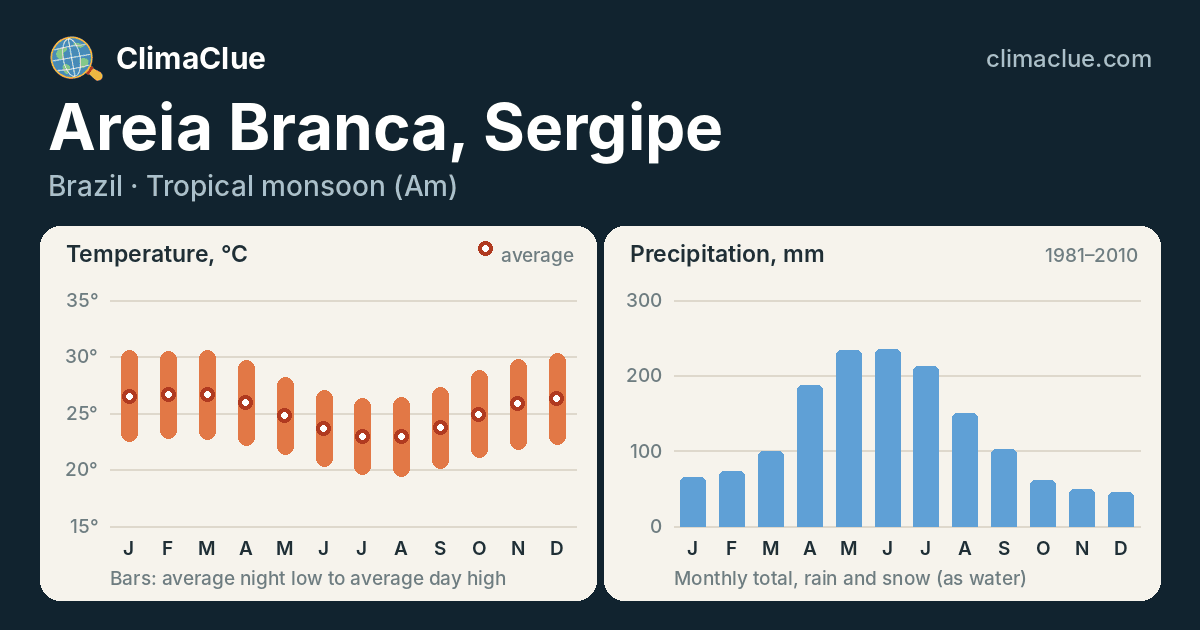 ClimaClue
climaclue.com
Areia Branca, Sergipe
Brazil · Tropical monsoon (Am)
Temperature, °C
average
35°
30°
25°
20°
15°
J F M A M J J A S O N D
Bars: average night low to average day high
Precipitation, mm
1981–2010
300
200
100
0
J F M A M J J A S O N D
Monthly total, rain and snow (as water)